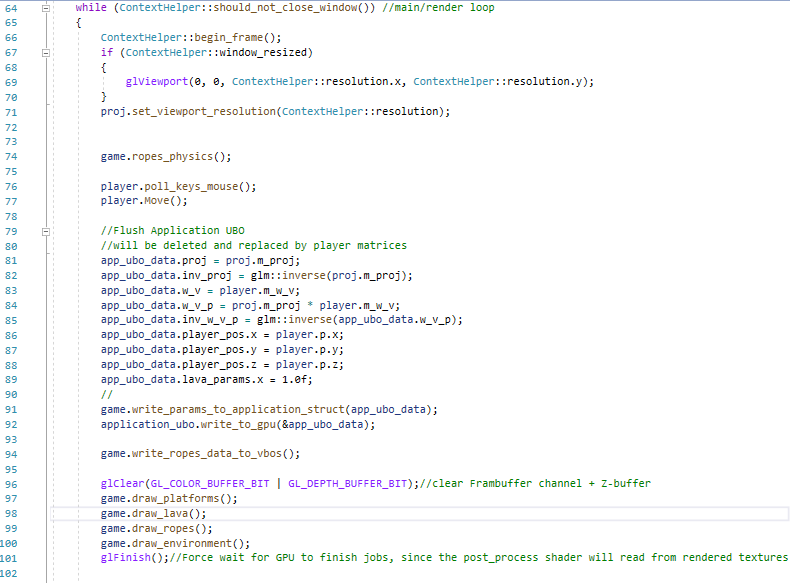 64 while (ContextHelper::should_not_close_window()) //main/render loop
65 {
66 ContextHelper::begin_frame();
67 if (ContextHelper::window_resized)
68 {
69 glViewport(0, 0, ContextHelper::resolution.x, ContextHelper::resolution.y);
70 }
71 proj.set_viewport_resolution(ContextHelper::resolution);
72
73
74 game.ropes_physics();
75
76 player.poll_keys_mouse();
77 player.Move();
78
79 //Flush Application UBO
80 //will be deleted and replaced by player matrices
81 app_ubo_data.proj = proj.m_proj;
82 app_ubo_data.inv_proj = glm::inverse(proj.m_proj);
83 app_ubo_data.w_v = player.m_w_v;
84 app_ubo_data.w_v_p = proj.m_proj * player.m_w_v;
85 app_ubo_data.inv_w_v_p = glm::inverse(app_ubo_data.w_v_p);
86 app_ubo_data.player_pos.x = player.p.x;
87 app_ubo_data.player_pos.y = player.p.y;
88 app_ubo_data.player_pos.z = player.p.z;
89 app_ubo_data.lava_params.x = 1.0f;
90 //
91 game.write_params_to_application_struct(app_ubo_data);
92 application_ubo.write_to_gpu(&app_ubo_data);
93
94 game.write_ropes_data_to_vbos();
95
96 glClear(GL_COLOR_BUFFER_BIT | GL_DEPTH_BUFFER_BIT);//clear Frambuffer channel + Z-buffer
97 game.draw_platforms();
98 game.draw_lava();
99 game.draw_ropes();
100 game.draw_environment();
101 glFinish();//Force wait for GPU to finish jobs, since the post_process shader will read from rendered textures
102